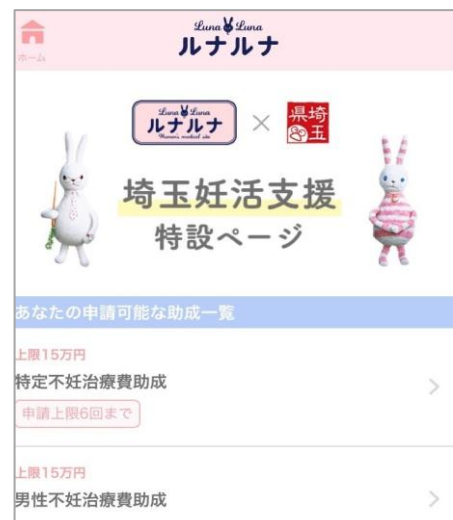 Luna Luna
ルナルナ
ホーム
Luna Luna
ルナルナ
Woman's medical site
×
埼玉県
埼玉妊活支援
特設ページ
あなたの申請可能な助成一覧
上限15万円
特定不妊治療費助成
申請上限6回まで
上限15万円
男性不妊治療費助成